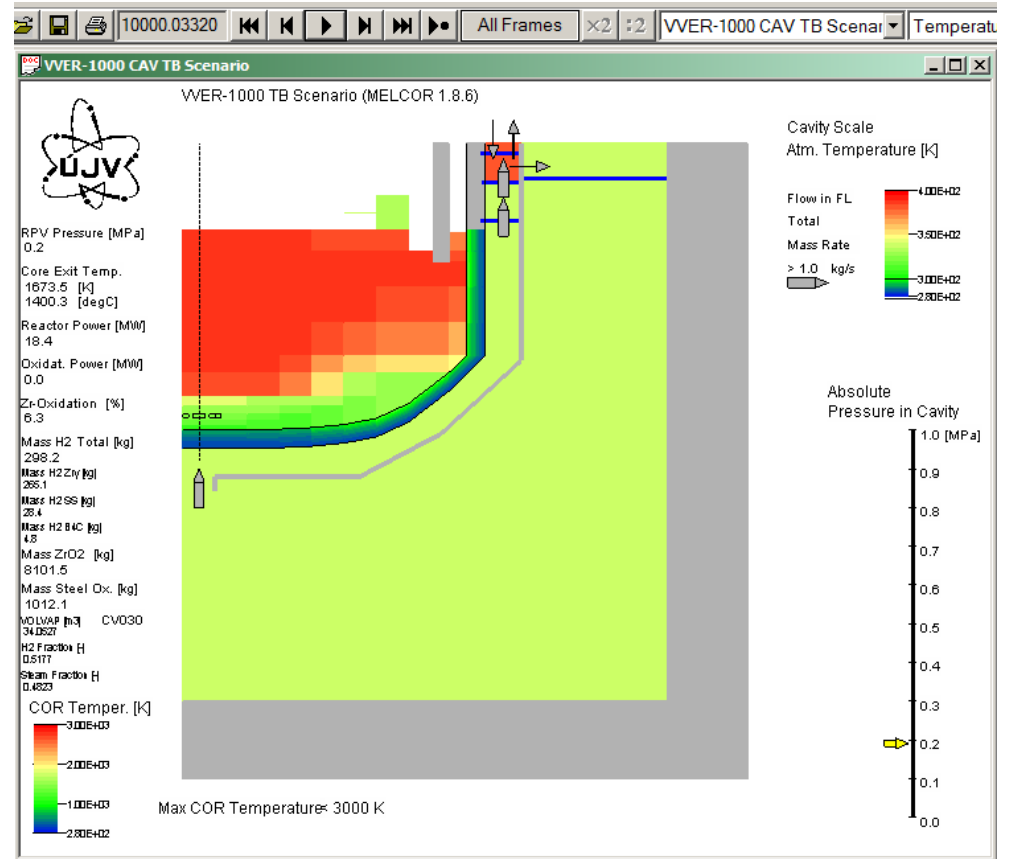 10000.03320
All Frames
×2
:2
VVER-1000 CAV TB Scenar
Temperatu
DOC
VVER-1000 CAV TB Scenario
VVER-1000 TB Scenario (MELCOR 1.8.6)
ÚJV
RPV Pressure [MPa]
0.2
Core Exit Temp.
1673.5 [K]
1400.3 [degC]
Reactor Power [MW]
18.4
Oxidat. Power [MW]
0.0
Zr-Oxidation [%]
6.3
Mass H2 Total [kg]
298.2
Mass H2 Zry [kg]
265.1
Mass H2 SS [kg]
28.4
Mass H2 B4C [kg]
4.8
Mass ZrO2 [kg]
8101.5
Mass Steel Ox. [kg]
1012.1
VOLVAP [m3] CV030
34.0527
H2 Fraction [-]
0.5177
Steam Fraction [-]
0.4823
COR Temper. [K]
3.00E+03
2.00E+03
1.00E+03
2.80E+02
Max COR Temperature< 3000 K
Cavity Scale
Atm. Temperature [K]
Flow in FL
Total
Mass Rate
> 1.0 kg/s
4.00E+02
3.50E+02
3.00E+02
2.80E+02
Absolute
Pressure in Cavity
1.0 [MPa]
0.9
0.8
0.7
0.6
0.5
0.4
0.3
0.2
0.1
0.0